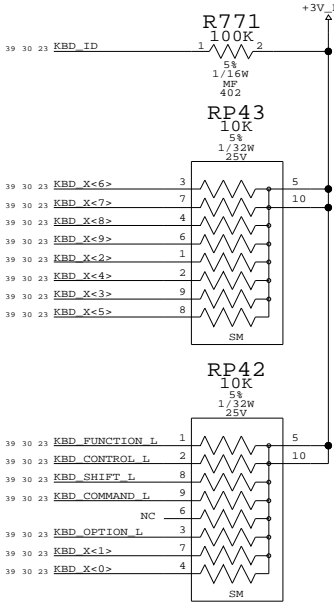 +3V_
R771
100K
39 30 23 KBD_ID 1 2
5%
1/16W
MF
402
RP43
10K
5%
1/32W
25V
39 30 23 KBD_X<6> 3 5
39 30 23 KBD_X<7> 7 10
39 30 23 KBD_X<8> 4
39 30 23 KBD_X<9> 6
39 30 23 KBD_X<2> 1
39 30 23 KBD_X<4> 2
39 30 23 KBD_X<3> 9
39 30 23 KBD_X<5> 8
SM
RP42
10K
5%
1/32W
25V
39 30 23 KBD_FUNCTION_L 1 5
39 30 23 KBD_CONTROL_L 2 10
39 30 23 KBD_SHIFT_L 8
39 30 23 KBD_COMMAND_L 9
NC 6
39 30 23 KBD_OPTION_L 3
39 30 23 KBD_X<1> 7
39 30 23 KBD_X<0> 4
SM